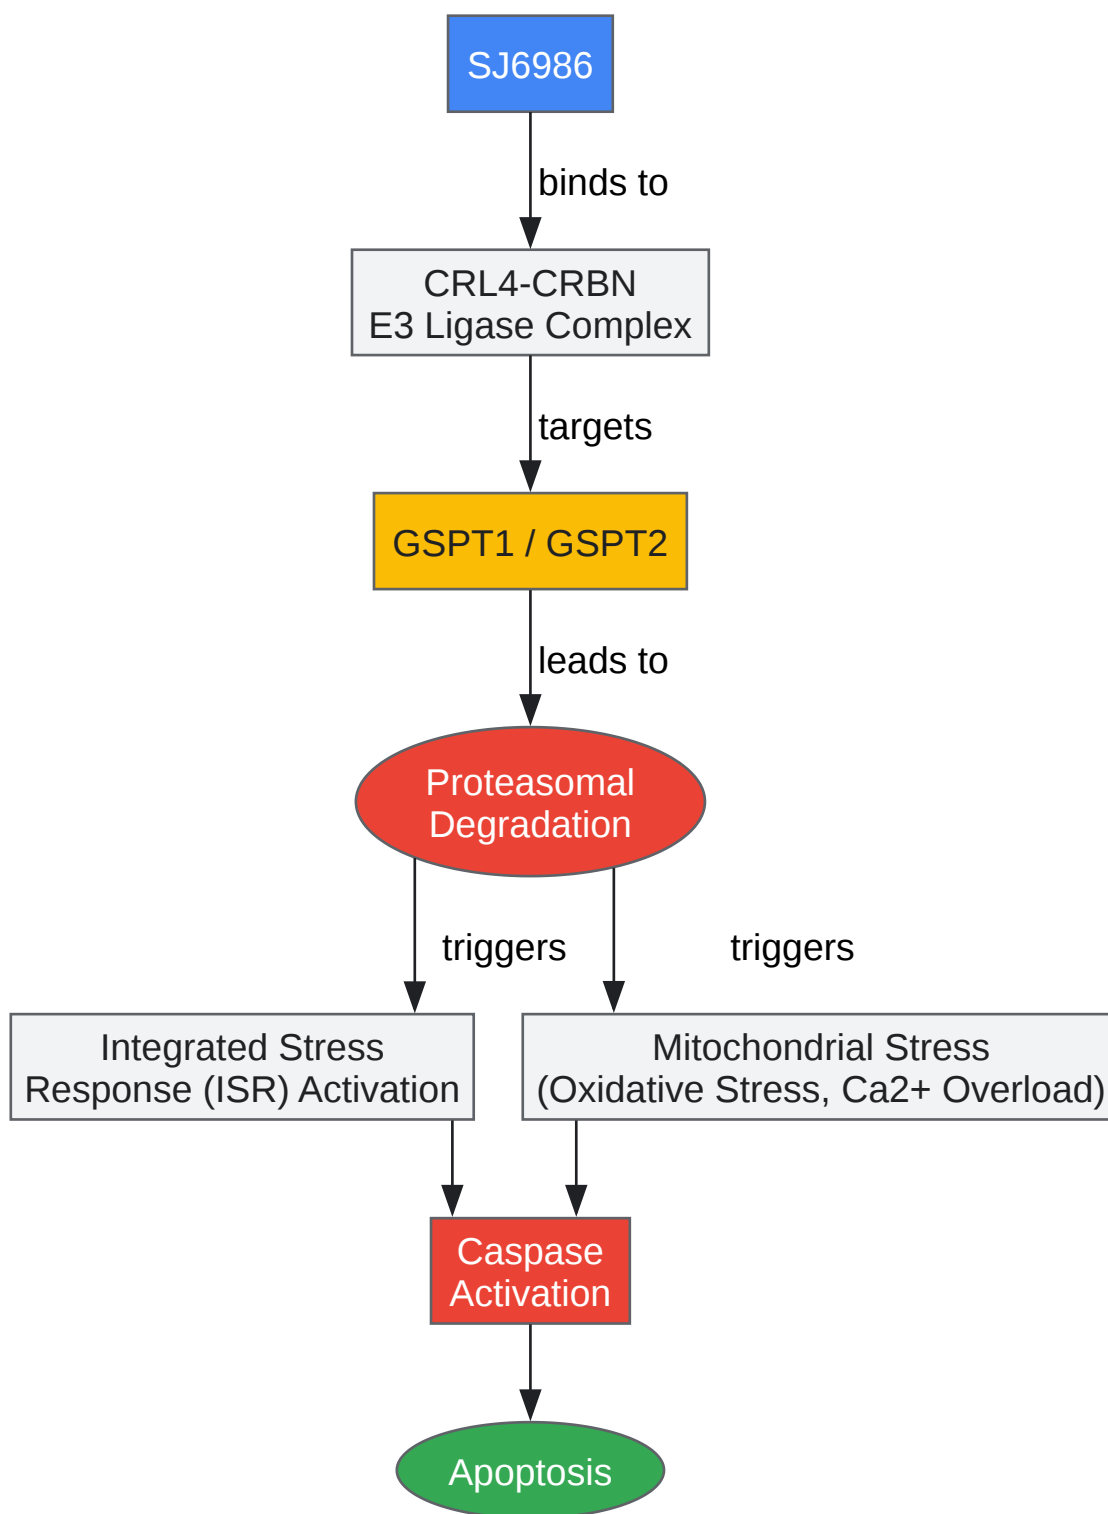 SJ6986
binds to
CRL4-CRBN
E3 Ligase Complex
targets
GSPT1 / GSPT2
leads to
Proteasomal
Degradation
triggers
triggers
Integrated Stress
Response (ISR) Activation
Mitochondrial Stress
(Oxidative Stress, Ca2+ Overload)
Caspase
Activation
Apoptosis